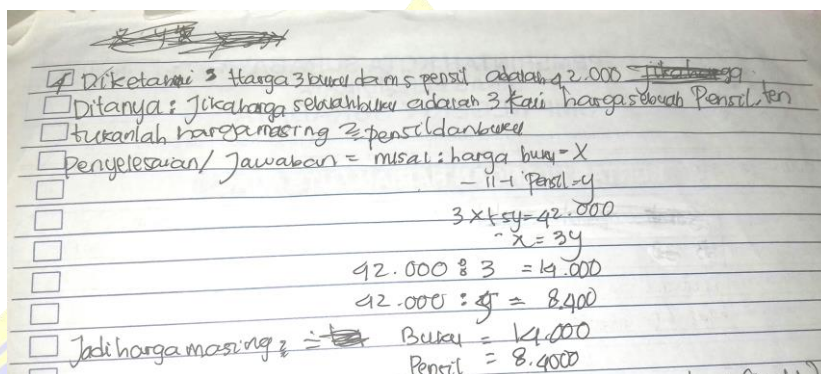 4 Diketahui : Harga 3 buku dam 5 pensil adalah 42.000
Ditanya : Jika harga sebuah buku adalah 3 kali harga sebuah Pensil, ten
tukanlah harga masing 2 pensil dan buku
Penyelesaian / Jawaban = misal : harga buku = X
- 11 - Pensil = y
3x + 5y = 42.000
- x = 3y
42.000 : 3 = 14.000
42.000 : 5 = 8.400
Jadi harga masing 2 = Buku = 14.000
Pensil = 8.4000